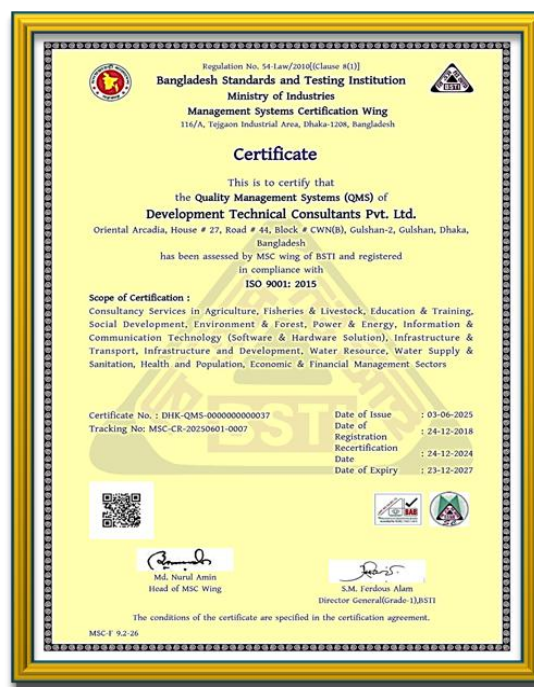 Regulation No. 54-Law/2010[(Clause 8(1)]
Bangladesh Standards and Testing Institution
Ministry of Industries
Management Systems Certification Wing
116/A, Tejgaon Industrial Area, Dhaka-1208, Bangladesh
BSTI
Certificate
This is to certify that
the Quality Management Systems (QMS) of
Development Technical Consultants Pvt. Ltd.
Oriental Arcadia, House # 27, Road # 44, Block # CWN(B), Gulshan-2, Gulshan, Dhaka,
Bangladesh
has been assessed by MSC wing of BSTI and registered
in compliance with
ISO 9001: 2015
Scope of Certification :
Consultancy Services in Agriculture, Fisheries & Livestock, Education & Training,
Social Development, Environment & Forest, Power & Energy, Information &
Communication Technology (Software & Hardware Solution), Infrastructure &
Transport, Infrastructure and Development, Water Resource, Water Supply &
Sanitation, Health and Population, Economic & Financial Management Sectors
BSTI
Certificate No. : DHK-QMS-0000000000037
Tracking No: MSC-CR-20250601-0007
Date of Issue : 03-06-2025
Date of
Registration : 24-12-2018
Recertification
Date : 24-12-2024
Date of Expiry : 23-12-2027
BAB
Md. Nurul Amin
Head of MSC Wing
S.M. Ferdous Alam
Director General(Grade-1),BSTI
The conditions of the certificate are specified in the certification agreement.
MSC-F 9.2-26